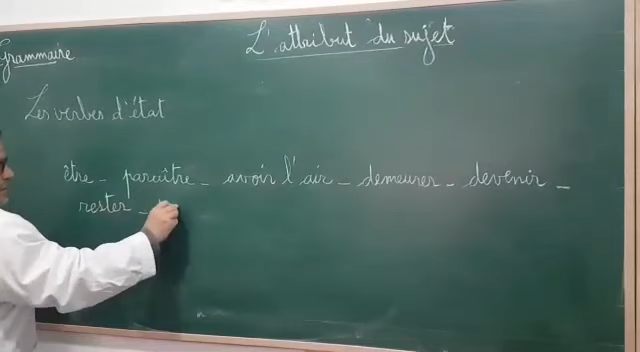 Grammaire
L'attribut du sujet
Les verbes d'état
être - paraître - avoir l'air - demeurer - devenir -
rester -